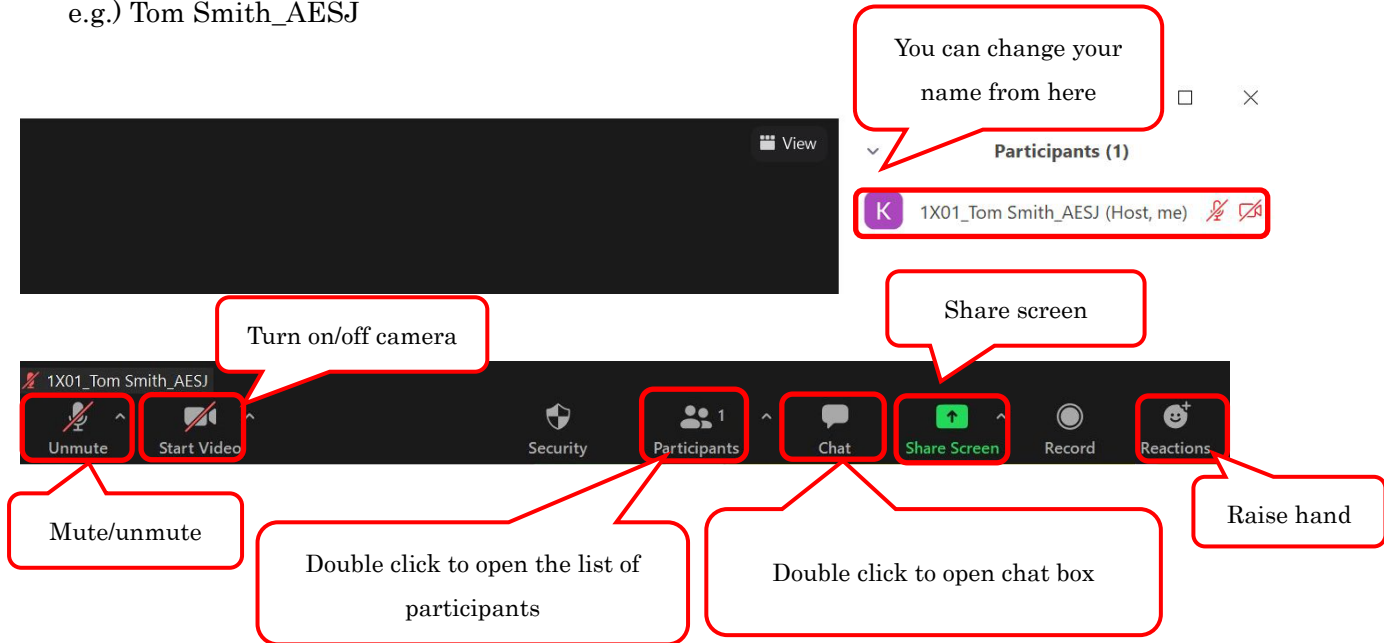 e.g.) Tom Smith_AESJ
You can change your
name from here
View
Participants (1)
K
1X01_Tom Smith_AESJ (Host, me)
Share screen
Turn on/off camera
1X01_Tom Smith_AESJ
Unmute
Start Video
Security
1
Participants
Chat
Share Screen
Record
Reactions
Mute/unmute
Double click to open the list of
participants
Double click to open chat box
Raise hand